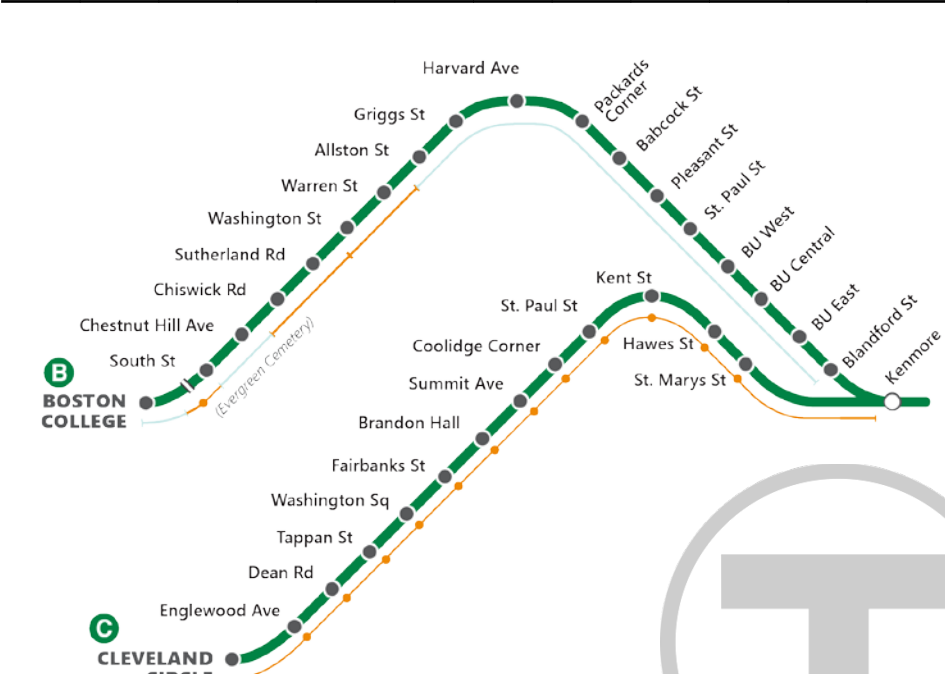 Harvard Ave
Packards
Corner
Griggs St
Babcock St
Allston St
Pleasant St
Warren St
St. Paul St
Washington St
BU West
Sutherland Rd
BU Central
Chiswick Rd
Kent St
BU East
St. Paul St
Chestnut Hill Ave
Blandford St
Hawes St
Coolidge Corner
South St
(Evergreen Cemetery)
Kenmore
B
BOSTON
COLLEGE
St. Marys St
Summit Ave
Brandon Hall
Fairbanks St
Washington Sq
Tappan St
Dean Rd
Englewood Ave
C
CLEVELAND
CIRCLE
T